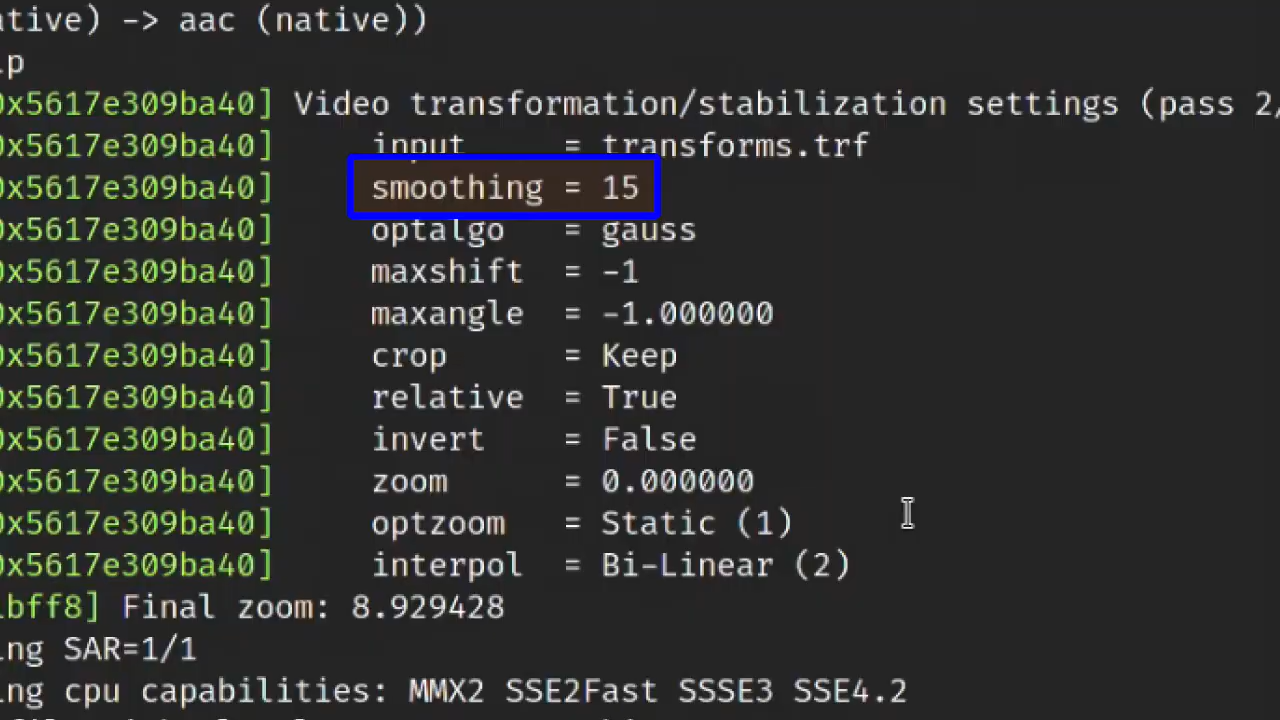 ative) -> aac (native))
lp
0x5617e309ba40] Video transformation/stabilization settings (pass 2/
0x5617e309ba40] input = transforms.trf
0x5617e309ba40] smoothing = 15
0x5617e309ba40] optalgo = gauss
0x5617e309ba40] maxshift = -1
0x5617e309ba40] maxangle = -1.000000
0x5617e309ba40] crop = Keep
0x5617e309ba40] relative = True
0x5617e309ba40] invert = False
0x5617e309ba40] zoom = 0.000000
0x5617e309ba40] optzoom = Static (1)
0x5617e309ba40] interpol = Bi-Linear (2)
bff8] Final zoom: 8.929428
ing SAR=1/1
ing cpu capabilities: MMX2 SSE2Fast SSSE3 SSE4.2